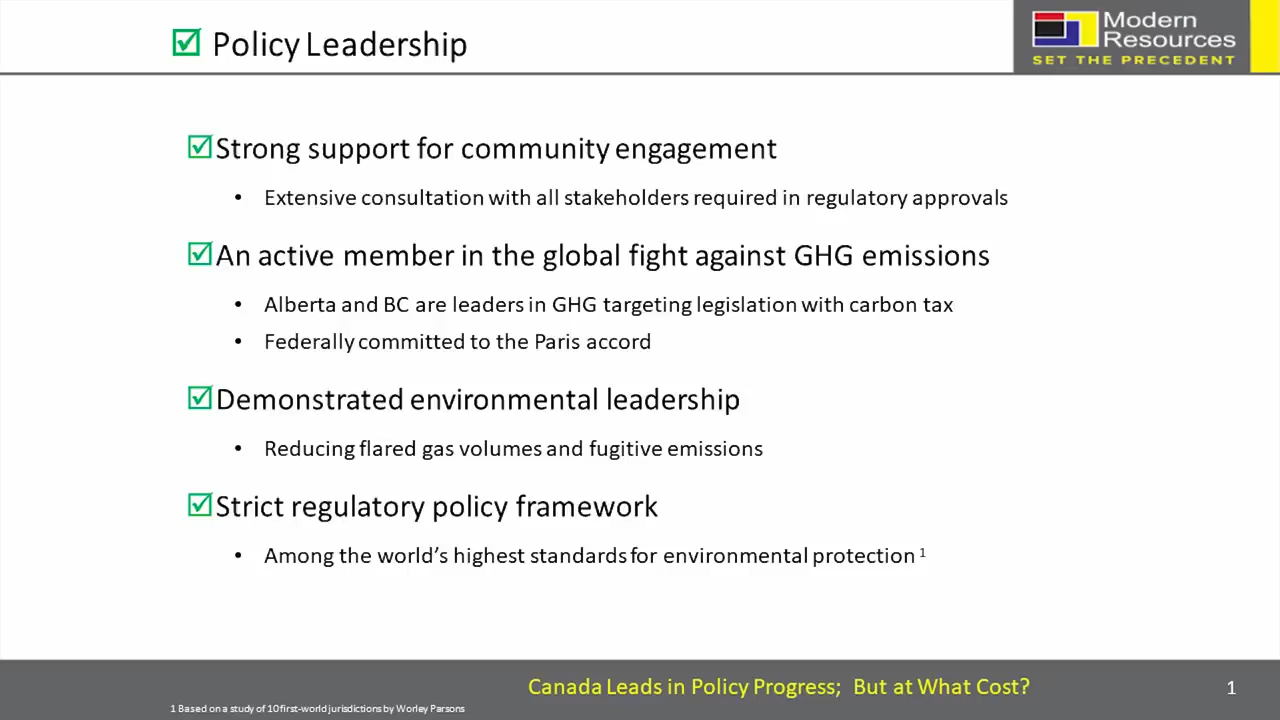 Policy Leadership
Modern
Resources
SET THE PRECEDENT
Strong support for community engagement
• Extensive consultation with all stakeholders required in regulatory approvals
An active member in the global fight against GHG emissions
• Alberta and BC are leaders in GHG targeting legislation with carbon tax
• Federally committed to the Paris accord
Demonstrated environmental leadership
• Reducing flared gas volumes and fugitive emissions
Strict regulatory policy framework
• Among the world's highest standards for environmental protection 1
Canada Leads in Policy Progress;  But at What Cost?
1
1 Based on a study of 10 first-world jurisdictions by Worley Parsons